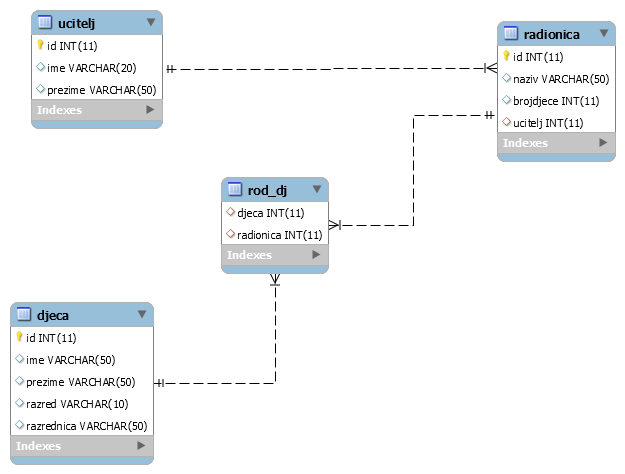 ucitelj
id INT(11)
ime VARCHAR(20)
prezime VARCHAR(50)
Indexes
radionica
id INT(11)
naziv VARCHAR(50)
brojdjece INT(11)
ucitelj INT(11)
Indexes
rod_dj
djeca INT(11)
radionica INT(11)
Indexes
djeca
id INT(11)
ime VARCHAR(50)
prezime VARCHAR(50)
razred VARCHAR(10)
razrednica VARCHAR(50)
Indexes